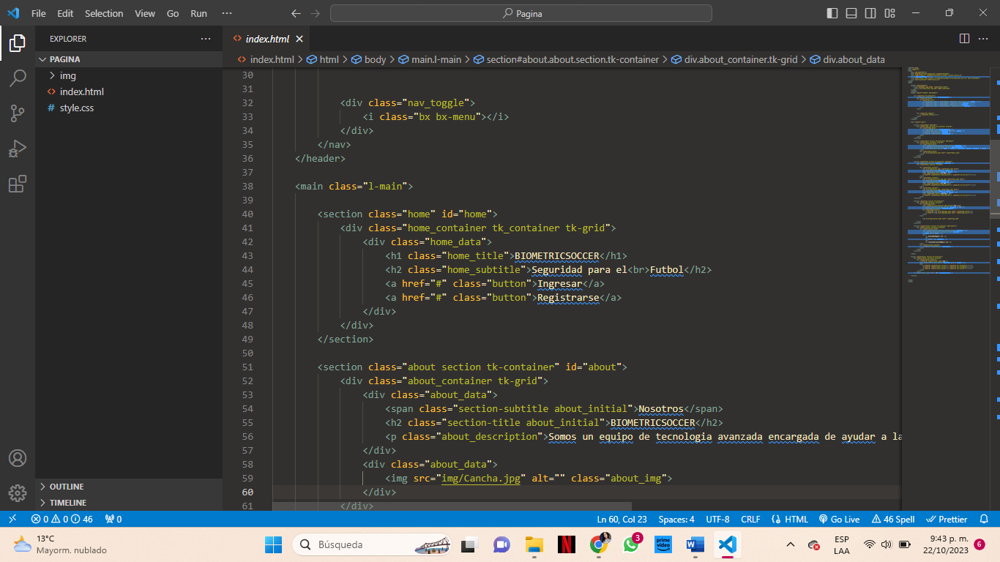 File Edit Selection View Go Run ··· Pagina
EXPLORER ···
index.html
PAGINA
img
index.html
style.css
index.html > html > body > main.l-main > section#about.about.section.tk-container > div.about_container.tk-grid > div.about_data
30
31
32 <div class="nav_toggle">
33 <i class="bx bx-menu"></i>
34 </div>
35 </nav>
36 </header>
37
38 <main class="l-main">
39
40 <section class="home" id="home">
41 <div class="home_container tk_container tk-grid">
42 <div class="home_data">
43 <h1 class="home_title">BIOMETRICSOCCER</h1>
44 <h2 class="home_subtitle">Seguridad para el<br>Futbol</h2>
45 <a href="#" class="button">Ingresar</a>
46 <a href="#" class="button">Registrarse</a>
47 </div>
48 </div>
49 </section>
50
51 <section class="about section tk-container" id="about">
52 <div class="about_container tk-grid">
53 <div class="about_data">
54 <span class="section-subtitle about_initial">Nosotros</span>
55 <h2 class="section-title about_initial">BIOMETRICSOCCER</h2>
56 <p class="about_description">Somos un equipo de tecnologia avanzada encargada de ayudar a la
57 </div>
58 <div class="about_data">
59 <img src="img/Cancha.jpg" alt="" class="about_img">
60 </div>
61 </div>
OUTLINE
TIMELINE
0 0 46 0 Ln 60, Col 23 Spaces: 4 UTF-8 CRLF HTML Go Live 46 Spell Prettier
13°C
Mayorm. nublado
Búsqueda
3
prime video
ESP
LAA
9:43 p. m.
22/10/2023
6